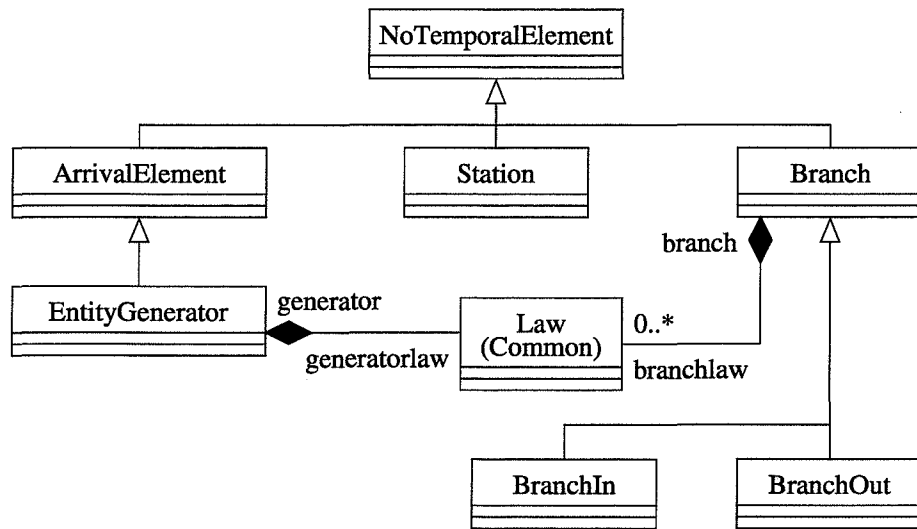 NoTemporalElement
ArrivalElement
Station
Branch
branch
EntityGenerator
generator
generatorlaw
Law
(Common)
0..*
branchlaw
BranchIn
BranchOut